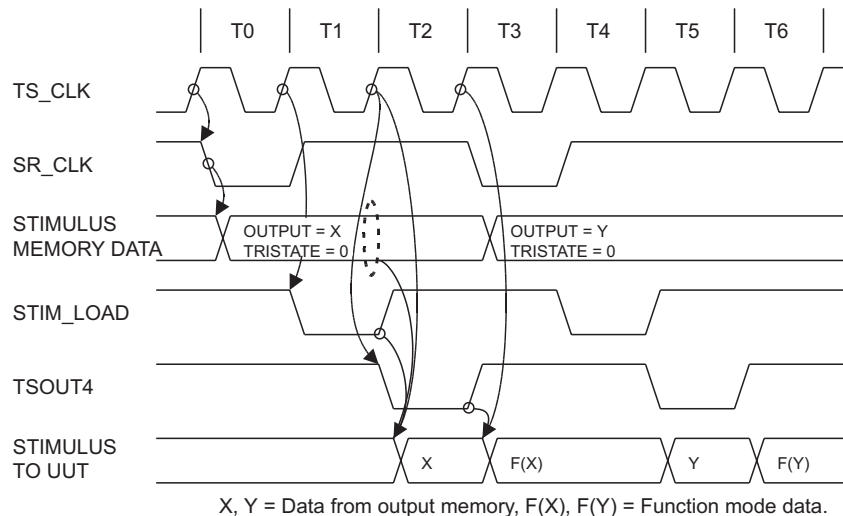 T0 T1 T2 T3 T4 T5 T6
TS_CLK
SR_CLK
STIMULUS
MEMORY DATA
OUTPUT = X
TRISTATE = 0
OUTPUT = Y
TRISTATE = 0
STIM_LOAD
TSOUT4
STIMULUS
TO UUT
X F(X) Y F(Y)
X, Y = Data from output memory, F(X), F(Y) = Function mode data.